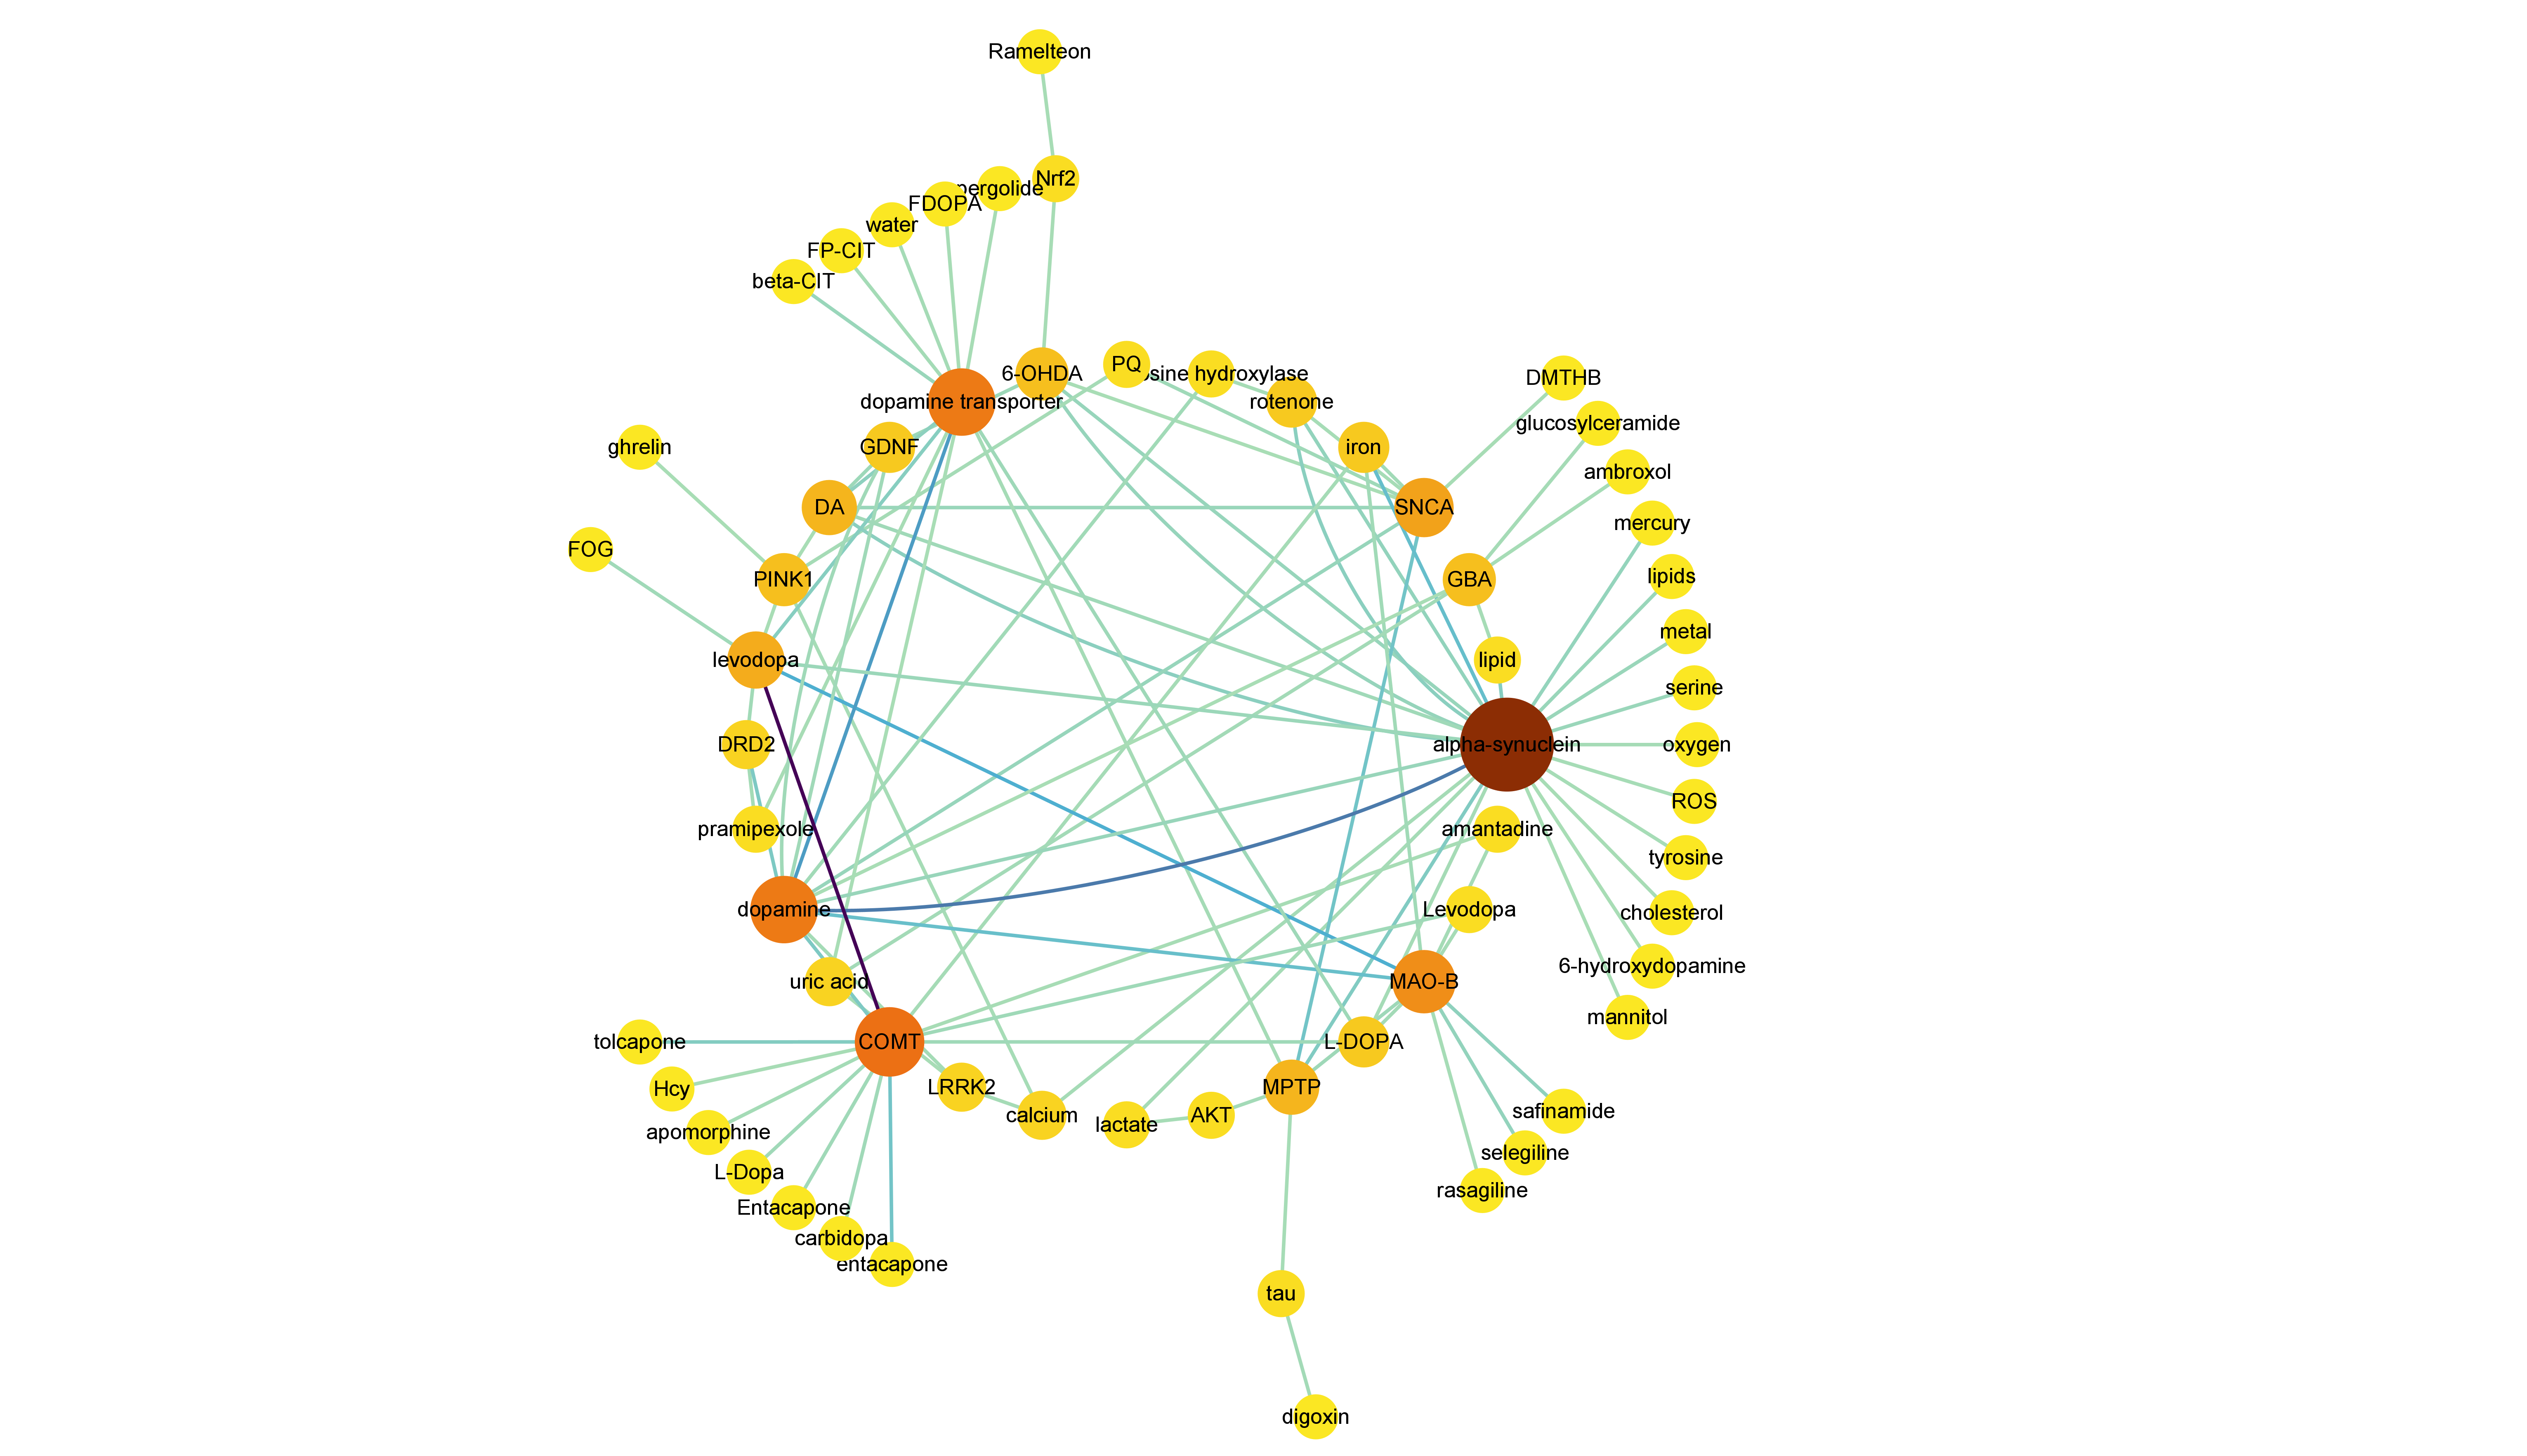 Ramelteon
Nrf2
pergolide
FDOPA
water
FP-CIT
beta-CIT
PQ
6-OHDA
hydroxylase
DMTHB
dopamine transporter
rotenone
glucosylceramide
ghrelin
GDNF
iron
ambroxol
DA
SNCA
mercury
FOG
PINK1
GBA
lipids
metal
levodopa
lipid
serine
DRD2
alpha-synuclein
oxygen
ROS
pramipexole
amantadine
tyrosine
dopamine
Levodopa
cholesterol
6-hydroxydopamine
uric acid
MAO-B
mannitol
tolcapone
COMT
L-DOPA
Hcy
LRRK2
MPTP
calcium
AKT
lactate
safinamide
apomorphine
selegiline
L-Dopa
rasagiline
Entacapone
carbidopa
entacapone
tau
digoxin